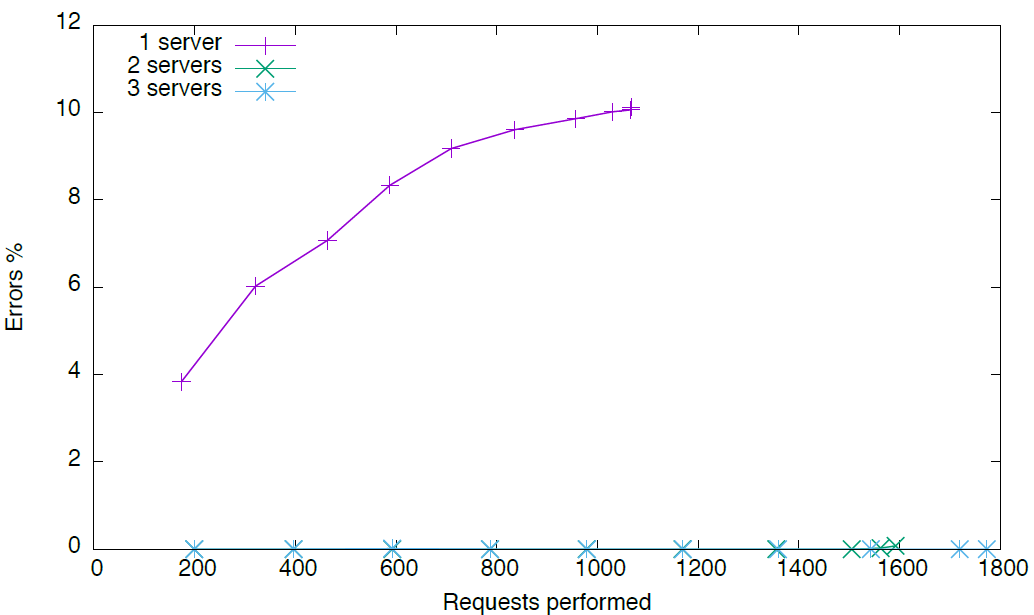 12
10
8
6
4
2
0
Errors %
1 server
2 servers
3 servers
0 200 400 600 800 1000 1200 1400 1600 1800
Requests performed